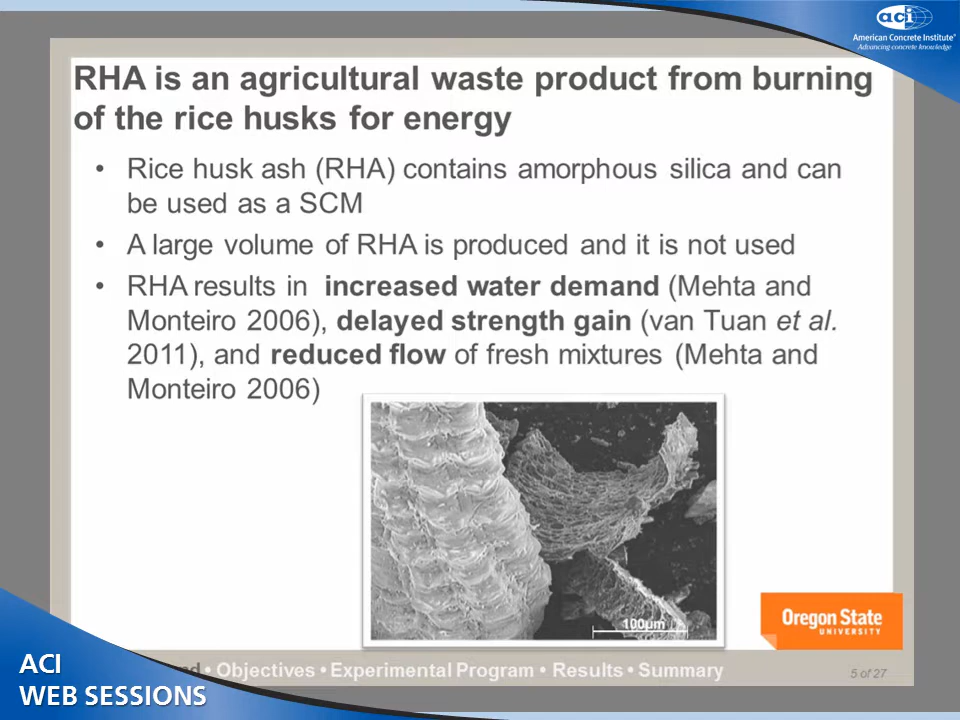 aci
American Concrete Institute®
Advancing concrete knowledge
RHA is an agricultural waste product from burning
of the rice husks for energy
• Rice husk ash (RHA) contains amorphous silica and can
be used as a SCM
• A large volume of RHA is produced and it is not used
• RHA results in increased water demand (Mehta and
Monteiro 2006), delayed strength gain (van Tuan et al.
2011), and reduced flow of fresh mixtures (Mehta and
Monteiro 2006)
100µm
Oregon State
UNIVERSITY
• Objectives • Experimental Program • Results • Summary
5 of 27
ACI
WEB SESSIONS